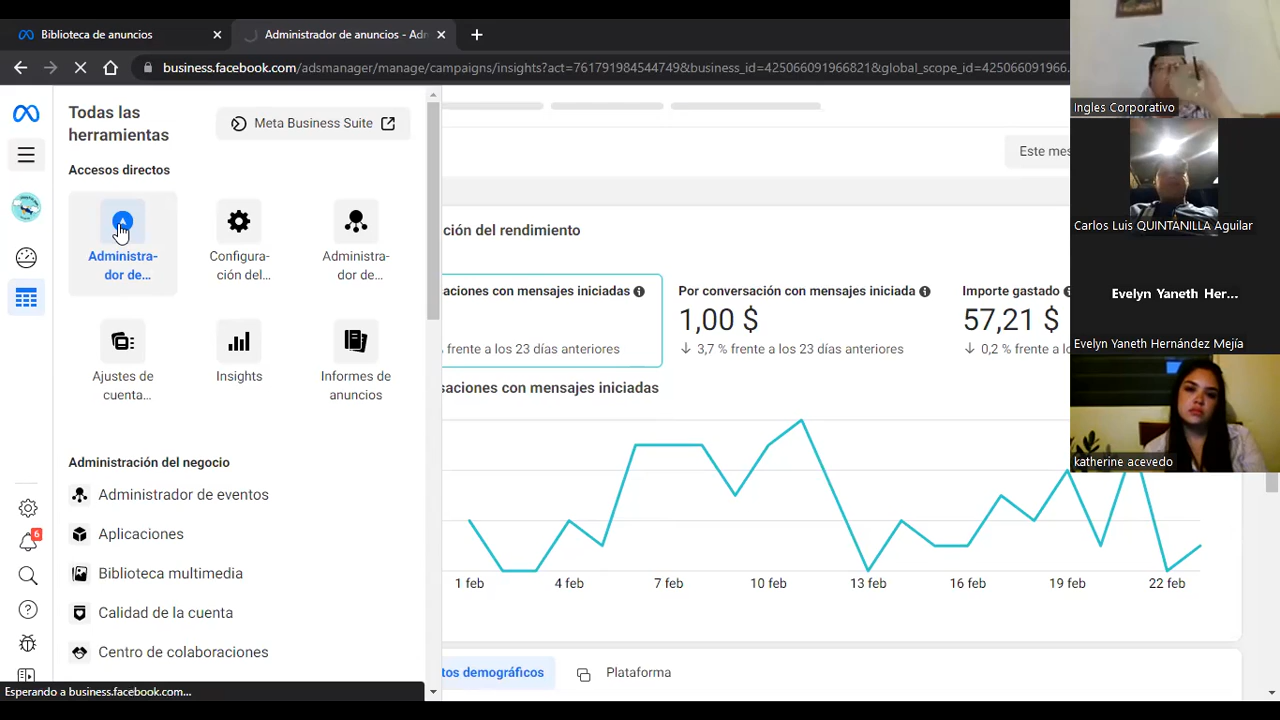 Biblioteca de anuncios
Administrador de anuncios - Adn
business.facebook.com/adsmanager/manage/campaigns/insights?act=761791984544749&business_id=425066091966821&global_scope_id=425066091966.
Todas las
herramientas
Meta Business Suite
Accesos directos
Administra-
dor de...
Configura-
ción del...
Administra-
dor de...
Ajustes de
cuenta...
Insights
Informes de
anuncios
Administración del negocio
Administrador de eventos
Aplicaciones
Biblioteca multimedia
Calidad de la cuenta
Centro de colaboraciones
6
Esperando a business.facebook.com...
Este mes
ción del rendimiento
aciones con mensajes iniciadas
frente a los 23 días anteriores
Por conversación con mensajes iniciada
1,00 $
3,7 % frente a los 23 días anteriores
Importe gastado
57,21 $
0,2 % frente a lo
saciones con mensajes iniciadas
1 feb
4 feb
7 feb
10 feb
13 feb
16 feb
19 feb
22 feb
tos demográficos
Plataforma
Ingles Corporativo
Carlos Luis QUINTANILLA Aguilar
Evelyn Yaneth Her...
Evelyn Yaneth Hernández Mejía
katherine acevedo